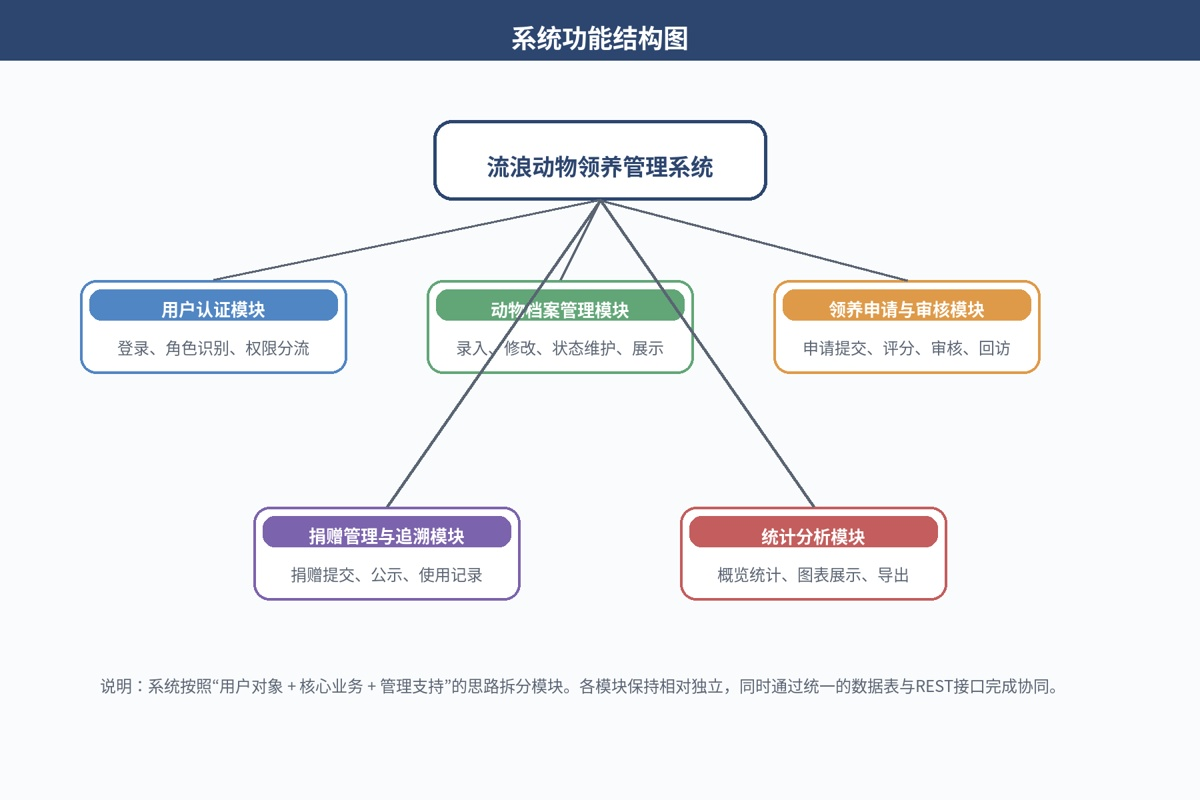 系统功能结构图
流浪动物领养管理系统
用户认证模块
登录、角色识别、权限分流
动物档案管理模块
录入、修改、状态维护、展示
领养申请与审核模块
申请提交、评分、审核、回访
捐赠管理与追溯模块
捐赠提交、公示、使用记录
统计分析模块
概览统计、图表展示、导出
说明：系统按照“用户对象 + 核心业务 + 管理支持”的思路拆分模块。各模块保持相对独立，同时通过统一的数据表与REST接口完成协同。